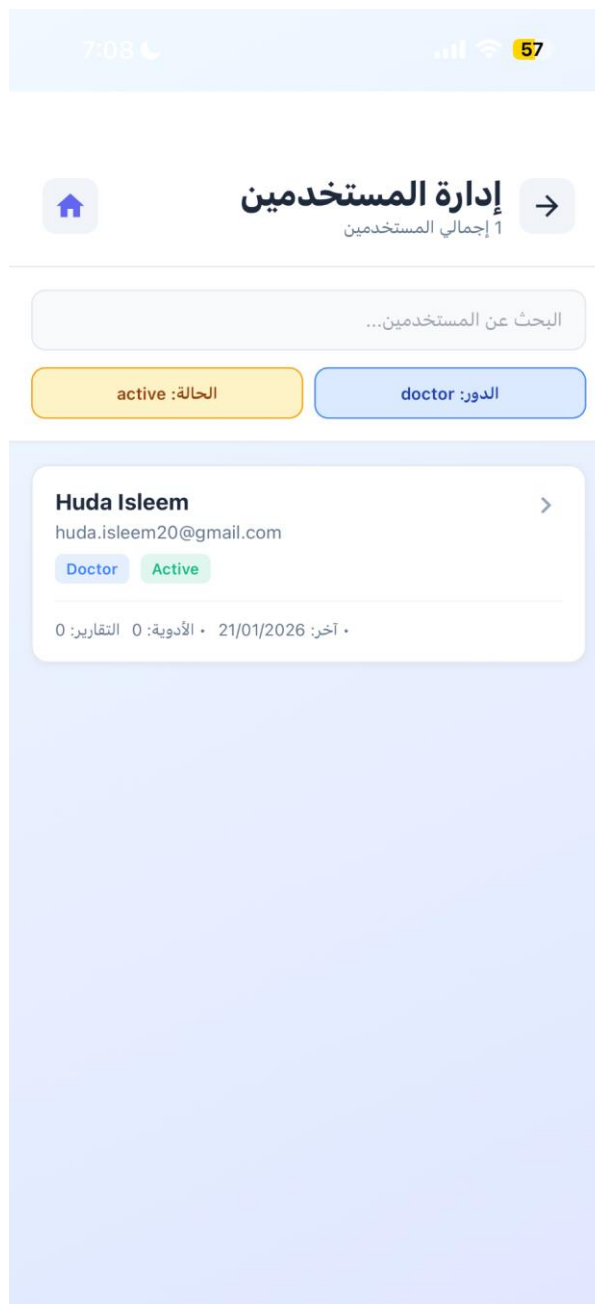 7:08
57
إدارة المستخدمين
1 إجمالي المستخدمين
البحث عن المستخدمين...
الدور: doctor
الحالة: active
Huda Isleem
huda.isleem20@gmail.com
Doctor Active
التقارير: 0 • الأدوية: 0 • آخر: 21/01/2026